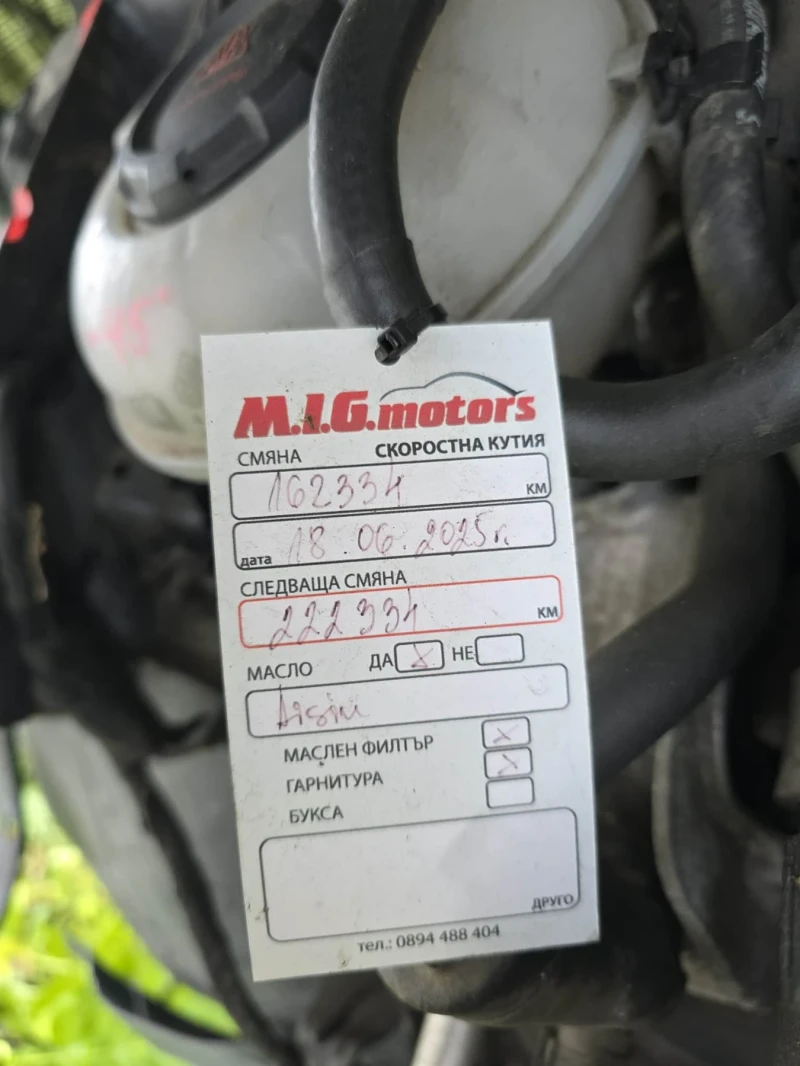 M.I.G.motors
СМЯНА СКОРОСТНА КУТИЯ
162334 КМ
дата 18.06.2025г.
СЛЕДВАЩА СМЯНА
222334 КМ
МАСЛО ДА X НЕ
Aisin
МАСЛЕН ФИЛТЪР X
ГАРНИТУРА X
БУКСА
ДРУГО
тел.: 0894 488 404